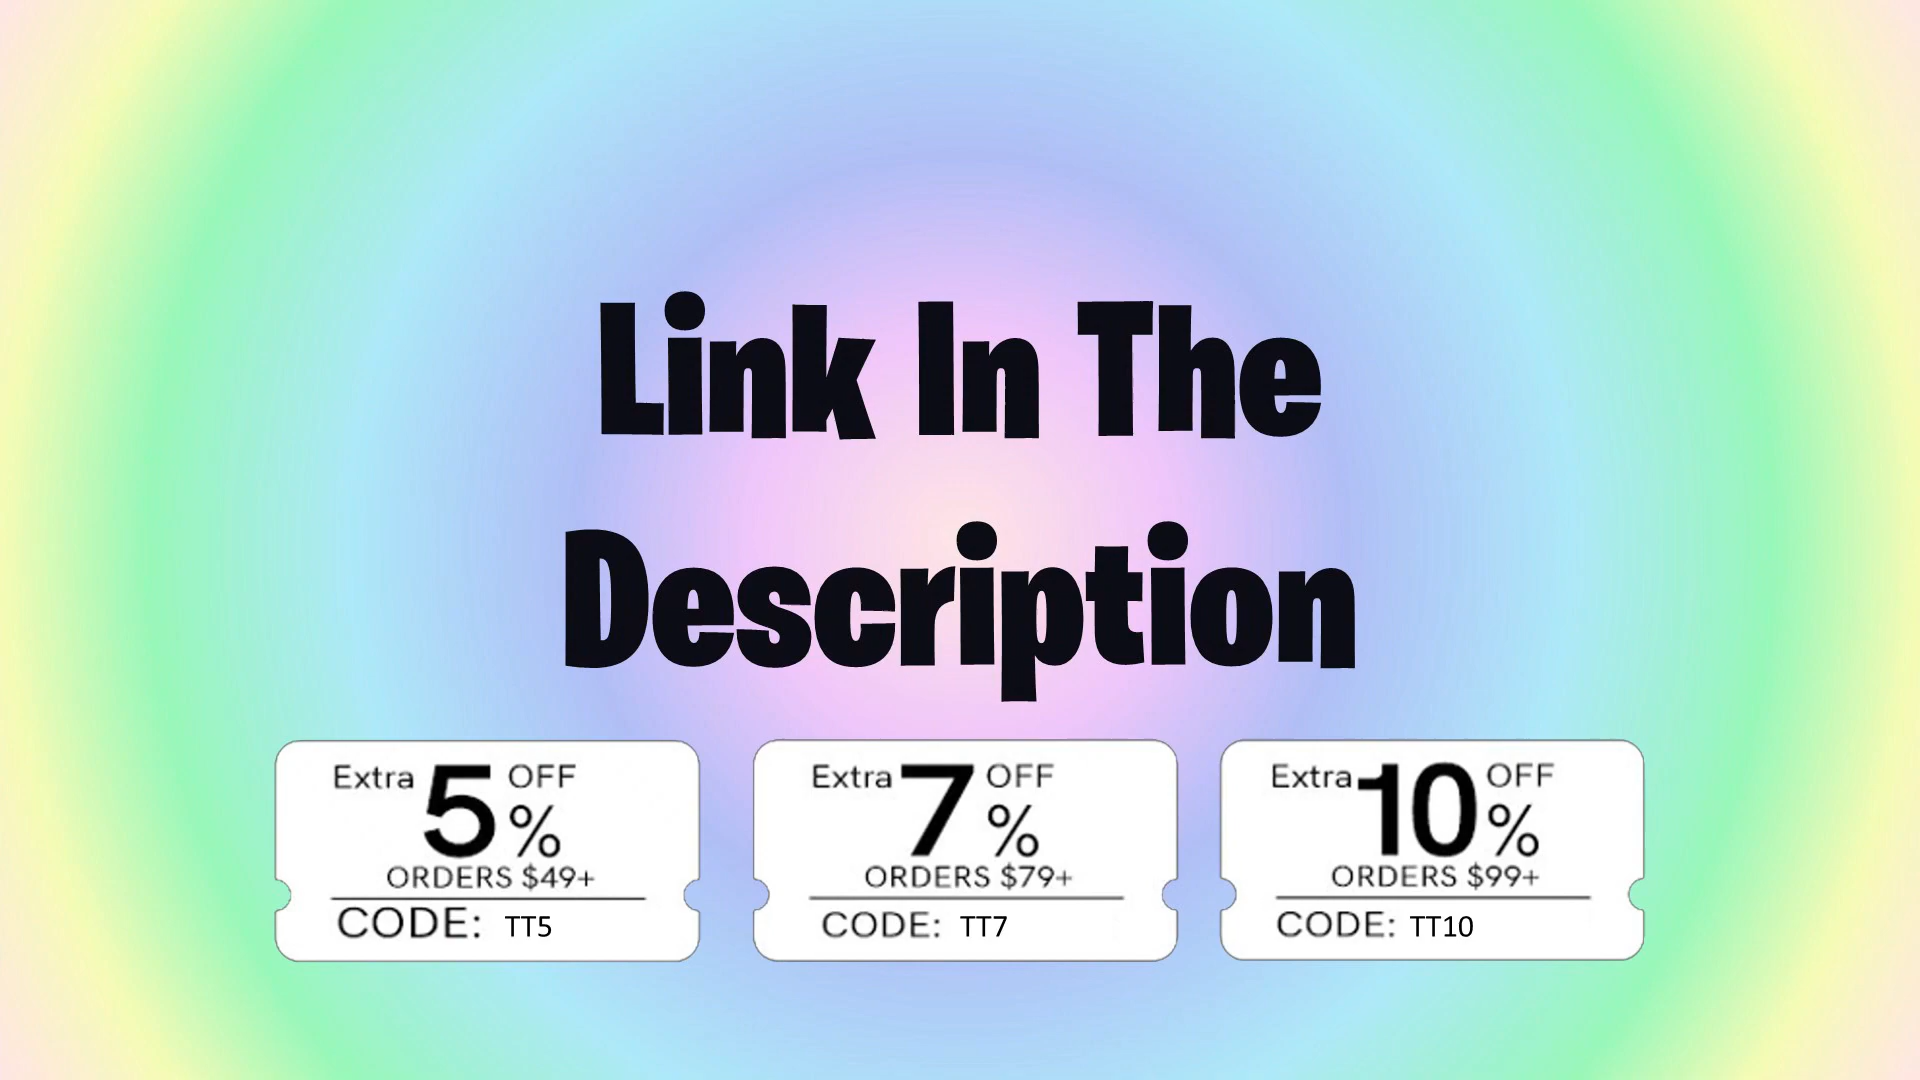 Link In The
Description
Extra 5% OFF
ORDERS $49+
CODE: TT5
Extra 7% OFF
ORDERS $79+
CODE: TT7
Extra 10% OFF
ORDERS $99+
CODE: TT10